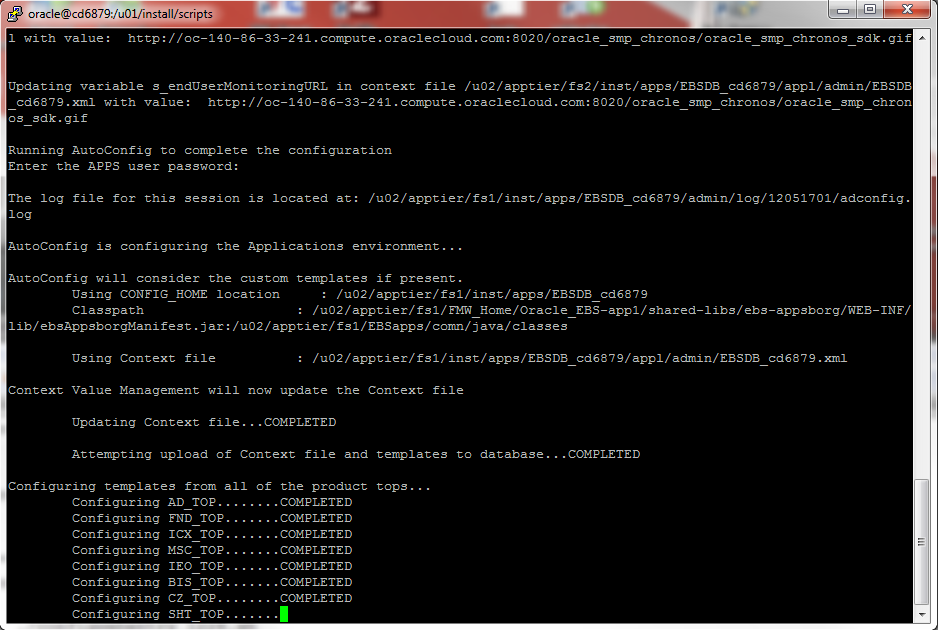 oracle@cd6879:/u01/install/scripts
l with value:  http://oc-140-86-33-241.compute.oraclecloud.com:8020/oracle_smp_chronos/oracle_smp_chronos_sdk.gif
Updating variable s_endUserMonitoringURL in context file /u02/apptier/fs2/inst/apps/EBSDB_cd6879/appl/admin/EBSDB
_cd6879.xml with value:  http://oc-140-86-33-241.compute.oraclecloud.com:8020/oracle_smp_chronos/oracle_smp_chron
os_sdk.gif
Running AutoConfig to complete the configuration
Enter the APPS user password:
The log file for this session is located at: /u02/apptier/fs1/inst/apps/EBSDB_cd6879/admin/log/12051701/adconfig.
log
AutoConfig is configuring the Applications environment...
AutoConfig will consider the custom templates if present.
        Using CONFIG_HOME location     : /u02/apptier/fs1/inst/apps/EBSDB_cd6879
        Classpath                   : /u02/apptier/fs1/FMW_Home/Oracle_EBS-app1/shared-libs/ebs-appsborg/WEB-INF/
lib/ebsAppsborgManifest.jar:/u02/apptier/fs1/EBSapps/comn/java/classes
        Using Context file          : /u02/apptier/fs1/inst/apps/EBSDB_cd6879/appl/admin/EBSDB_cd6879.xml
Context Value Management will now update the Context file
        Updating Context file...COMPLETED
        Attempting upload of Context file and templates to database...COMPLETED
Configuring templates from all of the product tops...
        Configuring AD_TOP........COMPLETED
        Configuring FND_TOP.......COMPLETED
        Configuring ICX_TOP.......COMPLETED
        Configuring MSC_TOP.......COMPLETED
        Configuring IEO_TOP.......COMPLETED
        Configuring BIS_TOP.......COMPLETED
        Configuring CZ_TOP........COMPLETED
        Configuring SHT_TOP.......